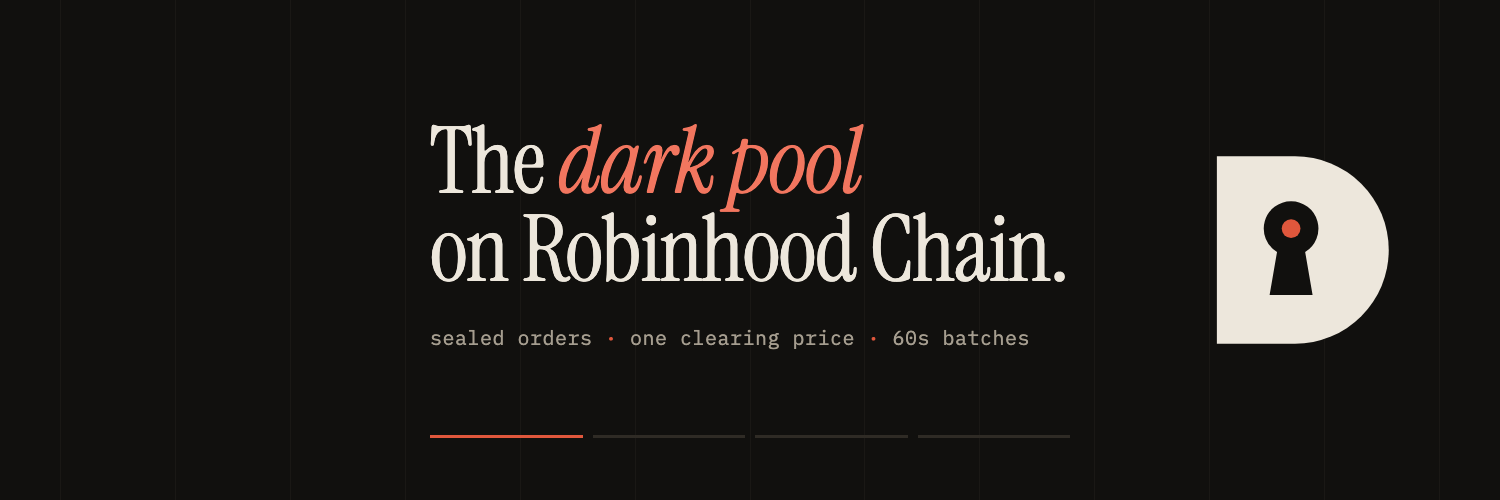 The dark pool
on Robinhood Chain.
sealed orders · one clearing price · 60s batches